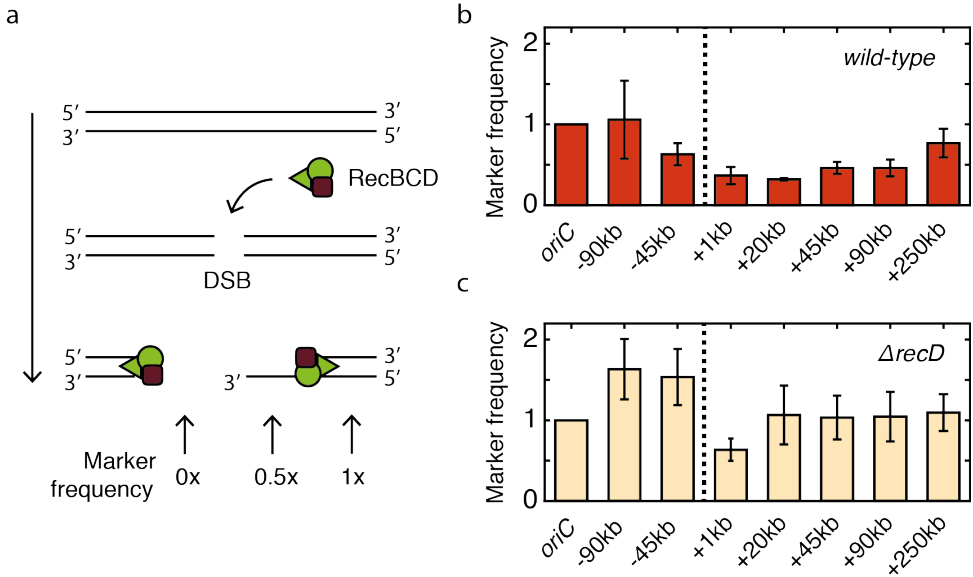 a
5′ 3′
3′ 5′
RecBCD
5′ 3′
3′ 5′
DSB
5′ 3′
3′ 3′ 5′
Marker
frequency
0x 0.5x 1x
b
Marker frequency
2
1
0
wild-type
oriC -90kb -45kb +1kb +20kb +45kb +90kb +250kb
c
Marker frequency
2
1
0
ΔrecD
oriC -90kb -45kb +1kb +20kb +45kb +90kb +250kb